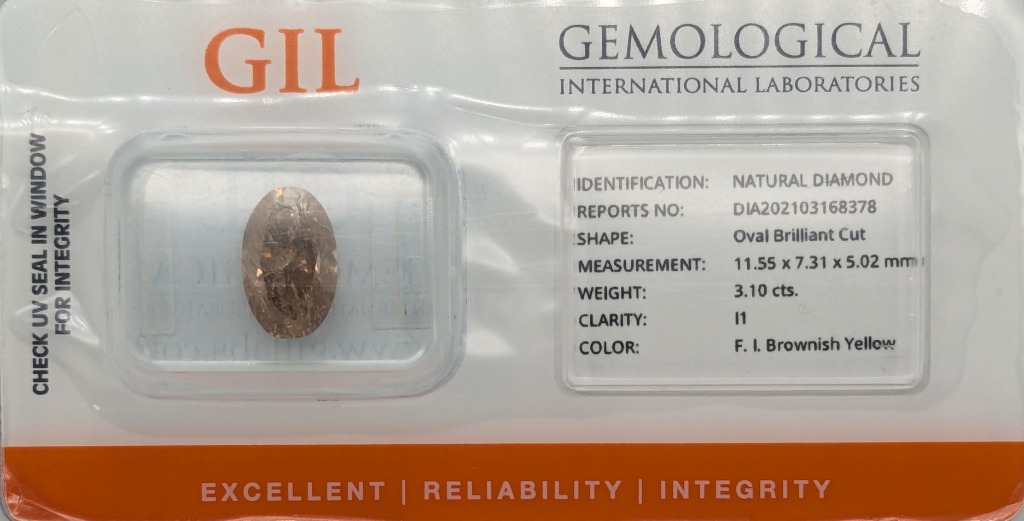 GIL
GEMOLOGICAL
INTERNATIONAL LABORATORIES
CHECK UV SEAL IN WINDOW
FOR INTEGRITY
IDENTIFICATION: NATURAL DIAMOND
REPORTS NO: DIA202103168378
SHAPE: Oval Brilliant Cut
MEASUREMENT: 11.55 x 7.31 x 5.02 mm
WEIGHT: 3.10 cts.
CLARITY: I1
COLOR: F. I. Brownish Yellow
EXCELLENT | RELIABILITY | INTEGRITY